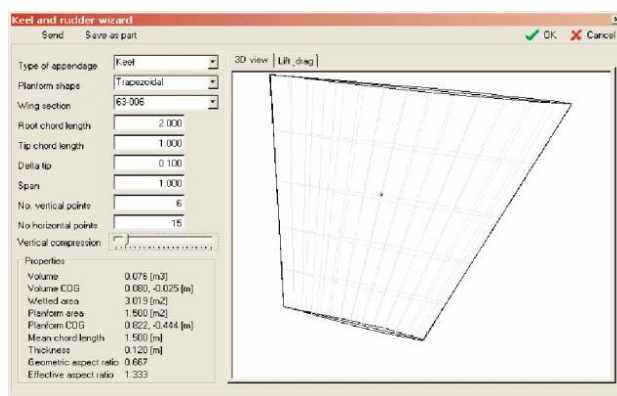 Keel and rudder wizard
Send Save as part OK Cancel
Type of appendage Keel
Planform shape Trapezoidal
Wing section 63-006
Root chord length 2.000
Tip chord length 1.000
Delta tip 0.100
Span 1.000
No. vertical points 6
No horizontal points 15
Vertical compression
Properties
Volume 0.076 [m3]
Volume COG 0.080, -0.025 [m]
Wetted area 3.019 [m2]
Planform area 1.500 [m2]
Planform COG 0.822, -0.444 [m]
Mean chord length 1.500 [m]
Thickness 0.120 [m]
Geometric aspect ratio 0.667
Effective aspect ratio 1.333
3D view Lift_drag